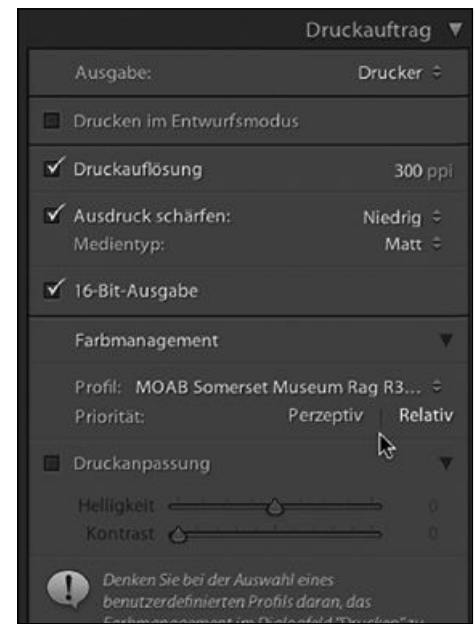 Druckauftrag
Ausgabe: Drucker
Drucken im Entwurfsmodus
Druckauflösung 300 ppi
Ausdruck schärfen: Niedrig
Medientyp: Matt
16-Bit-Ausgabe
Farbmanagement
Profil: MOAB Somerset Museum Rag R3...
Priorität: Perzeptiv Relativ
Druckanpassung
Helligkeit 0
Kontrast 0
Denken Sie bei der Auswahl eines
benutzerdefinierten Profils daran, das
Farbmanagement im Dialogfeld "Drucken" zu